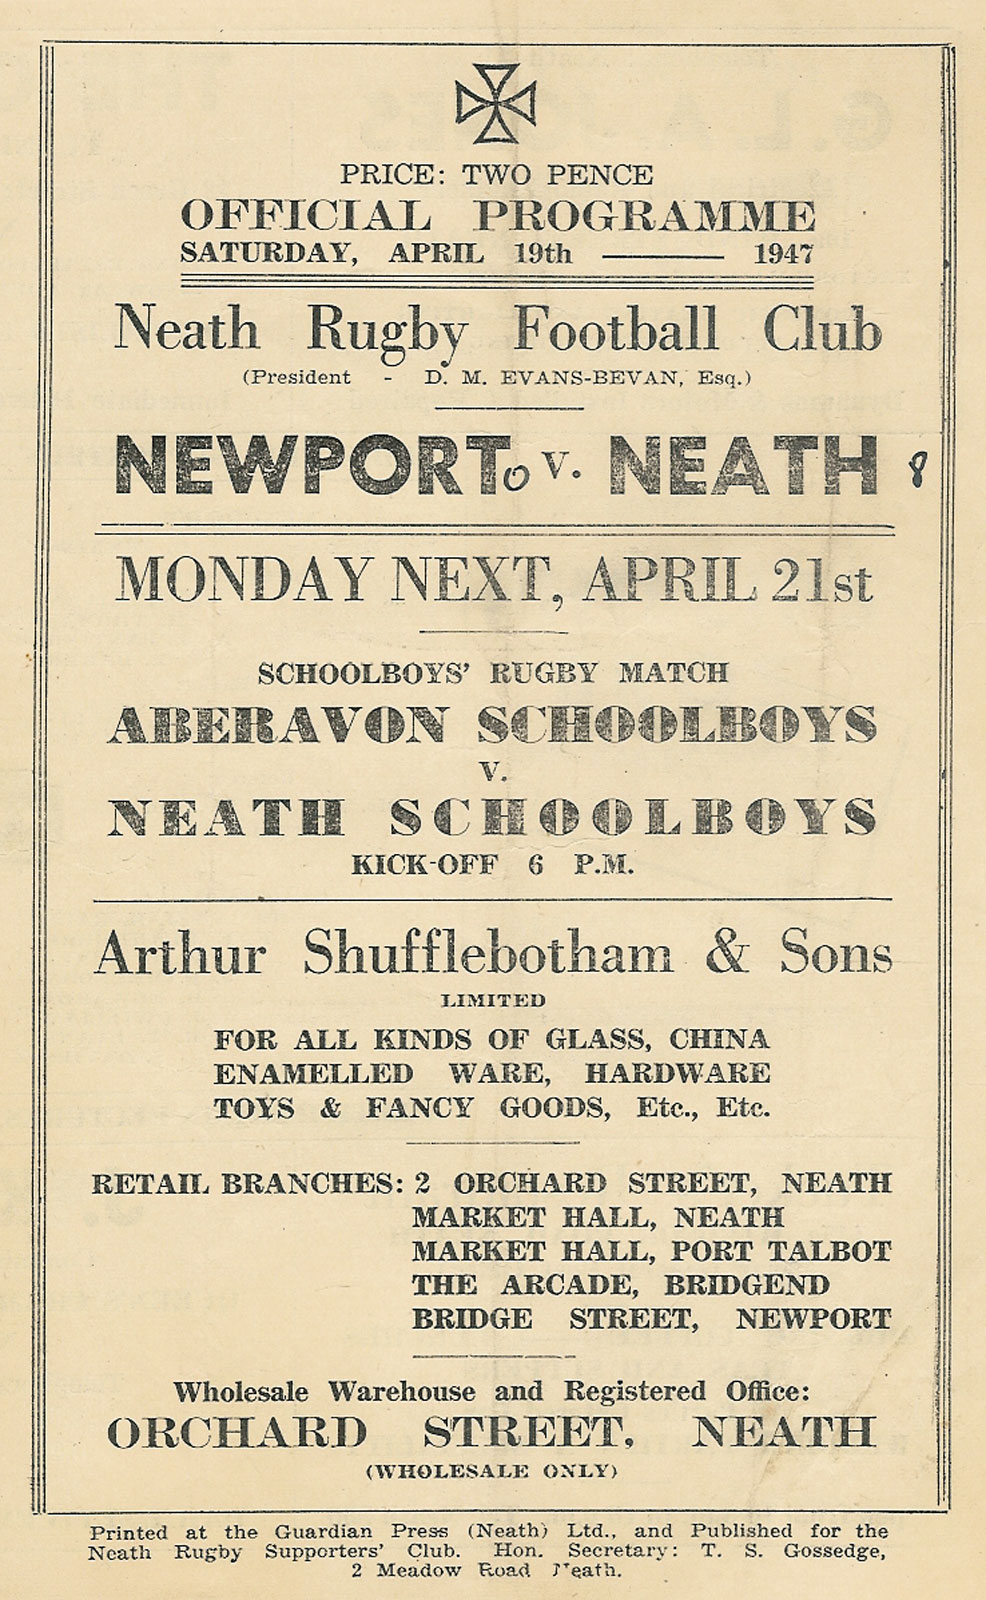 PRICE: TWO PENCE
OFFICIAL PROGRAMME
SATURDAY, APRIL 19th ——— 1947
Neath Rugby Football Club
(President - D. M. EVANS-BEVAN, Esq.)
NEWPORT 0 v. NEATH 8
MONDAY NEXT, APRIL 21st
SCHOOLBOYS' RUGBY MATCH
ABERAVON SCHOOLBOYS
V.
NEATH SCHOOLBOYS
KICK-OFF 6 P.M.
Arthur Shufflebotham & Sons
LIMITED
FOR ALL KINDS OF GLASS, CHINA
ENAMELLED WARE, HARDWARE
TOYS & FANCY GOODS, Etc., Etc.
RETAIL BRANCHES: 2 ORCHARD STREET, NEATH
MARKET HALL, NEATH
MARKET HALL, PORT TALBOT
THE ARCADE, BRIDGEND
BRIDGE STREET, NEWPORT
Wholesale Warehouse and Registered Office:
ORCHARD STREET, NEATH
(WHOLESALE ONLY)
Printed at the Guardian Press (Neath) Ltd., and Published for the
Neath Rugby Supporters' Club. Hon. Secretary: T. S. Gossedge,
2 Meadow Road Neath.